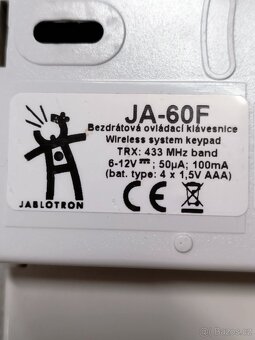 JA-60F
Bezdrátová ovládací klávesnice
Wireless system keypad
TRX: 433 MHz band
6-12V ⎓; 50µA; 100mA
(bat. type: 4 x 1,5V AAA)
JABLOTRON
CE